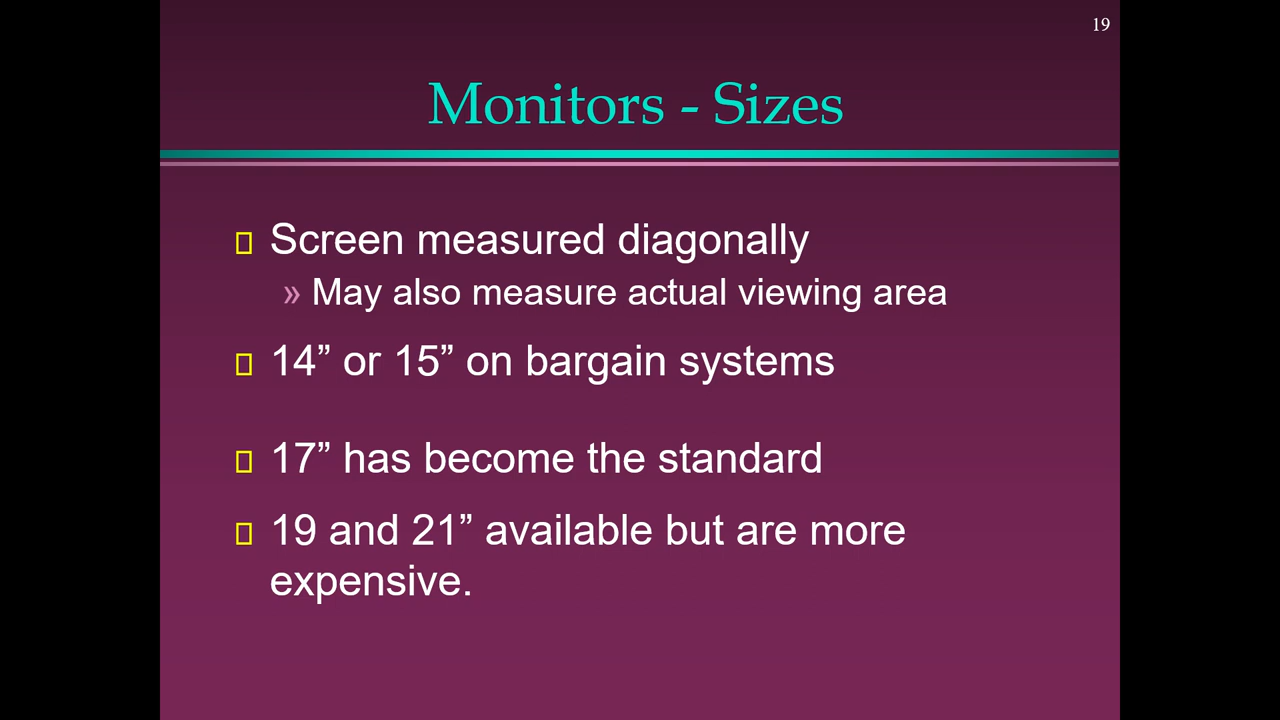 19
Monitors - Sizes
Screen measured diagonally
» May also measure actual viewing area
14” or 15” on bargain systems
17” has become the standard
19 and 21” available but are more
expensive.